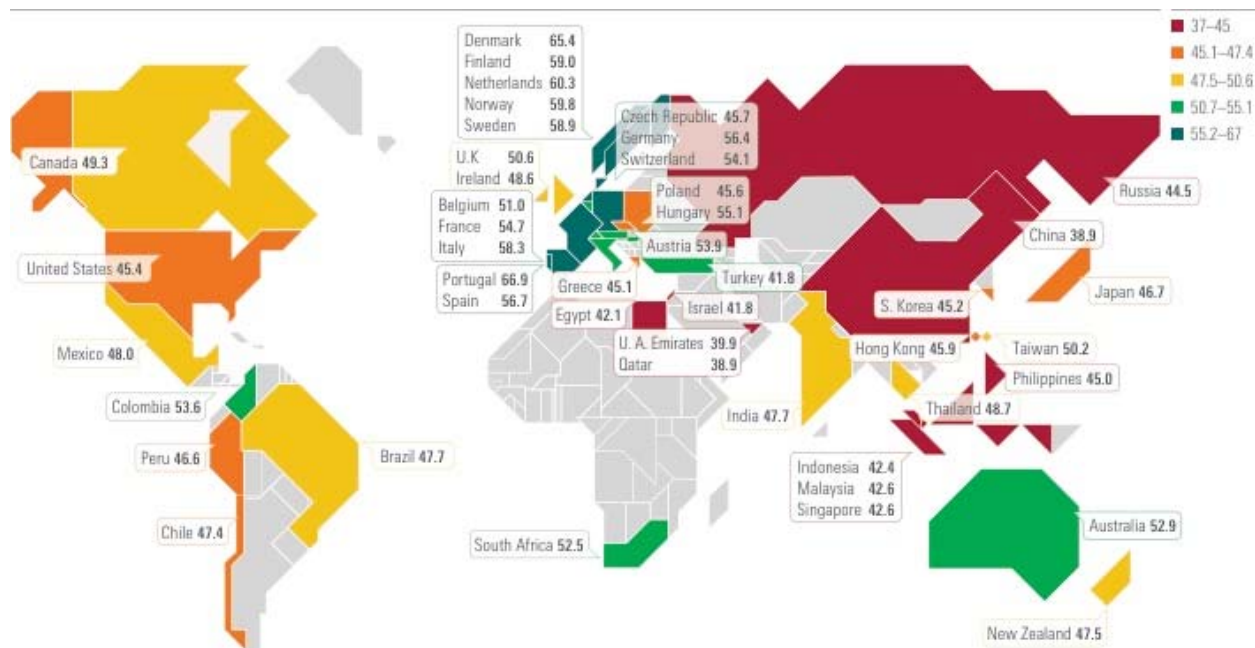 37–45
45.1–47.4
47.5–50.6
50.7–55.1
55.2–67
Denmark 65.4
Finland 59.0
Netherlands 60.3
Norway 59.8
Sweden 58.9
Czech Republic 45.7
Germany 56.4
Switzerland 54.1
U.K 50.6
Ireland 48.6
Canada 49.3
Belgium 51.0
France 54.7
Italy 58.3
Poland 45.6
Hungary 55.1
Russia 44.5
China 38.9
Austria 53.9
United States 45.4
Portugal 66.9
Spain 56.7
Greece 45.1
Turkey 41.8
Japan 46.7
Egypt 42.1
Israel 41.8
S. Korea 45.2
U. A. Emirates 39.9
Qatar 38.9
Mexico 48.0
Hong Kong 45.9
Taiwan 50.2
Philippines 45.0
Colombia 53.6
India 47.7
Thailand 48.7
Peru 46.6
Brazil 47.7
Indonesia 42.4
Malaysia 42.6
Singapore 42.6
Chile 47.4
South Africa 52.5
Australia 52.9
New Zealand 47.5